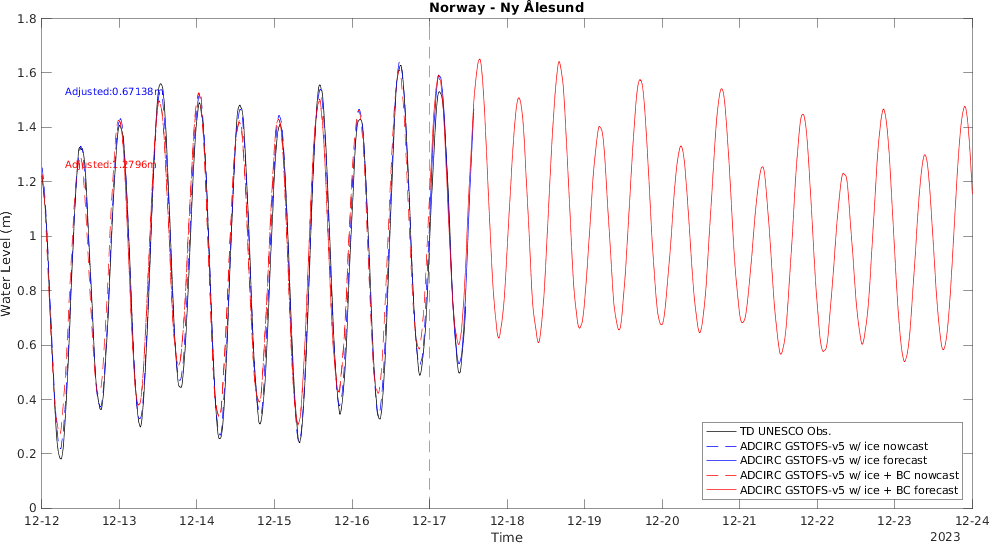 Norway - Ny Ålesund
1.8
1.6
1.4
1.2
1
0.8
0.6
0.4
0.2
0
Water Level (m)
Adjusted:0.67138m
Adjusted:1.2796m
TD UNESCO Obs.
ADCIRC GSTOFS-v5 w/ ice nowcast
ADCIRC GSTOFS-v5 w/ ice forecast
ADCIRC GSTOFS-v5 w/ ice + BC nowcast
ADCIRC GSTOFS-v5 w/ ice + BC forecast
12-12 12-13 12-14 12-15 12-16 12-17 12-18 12-19 12-20 12-21 12-22 12-23 12-24
Time
2023